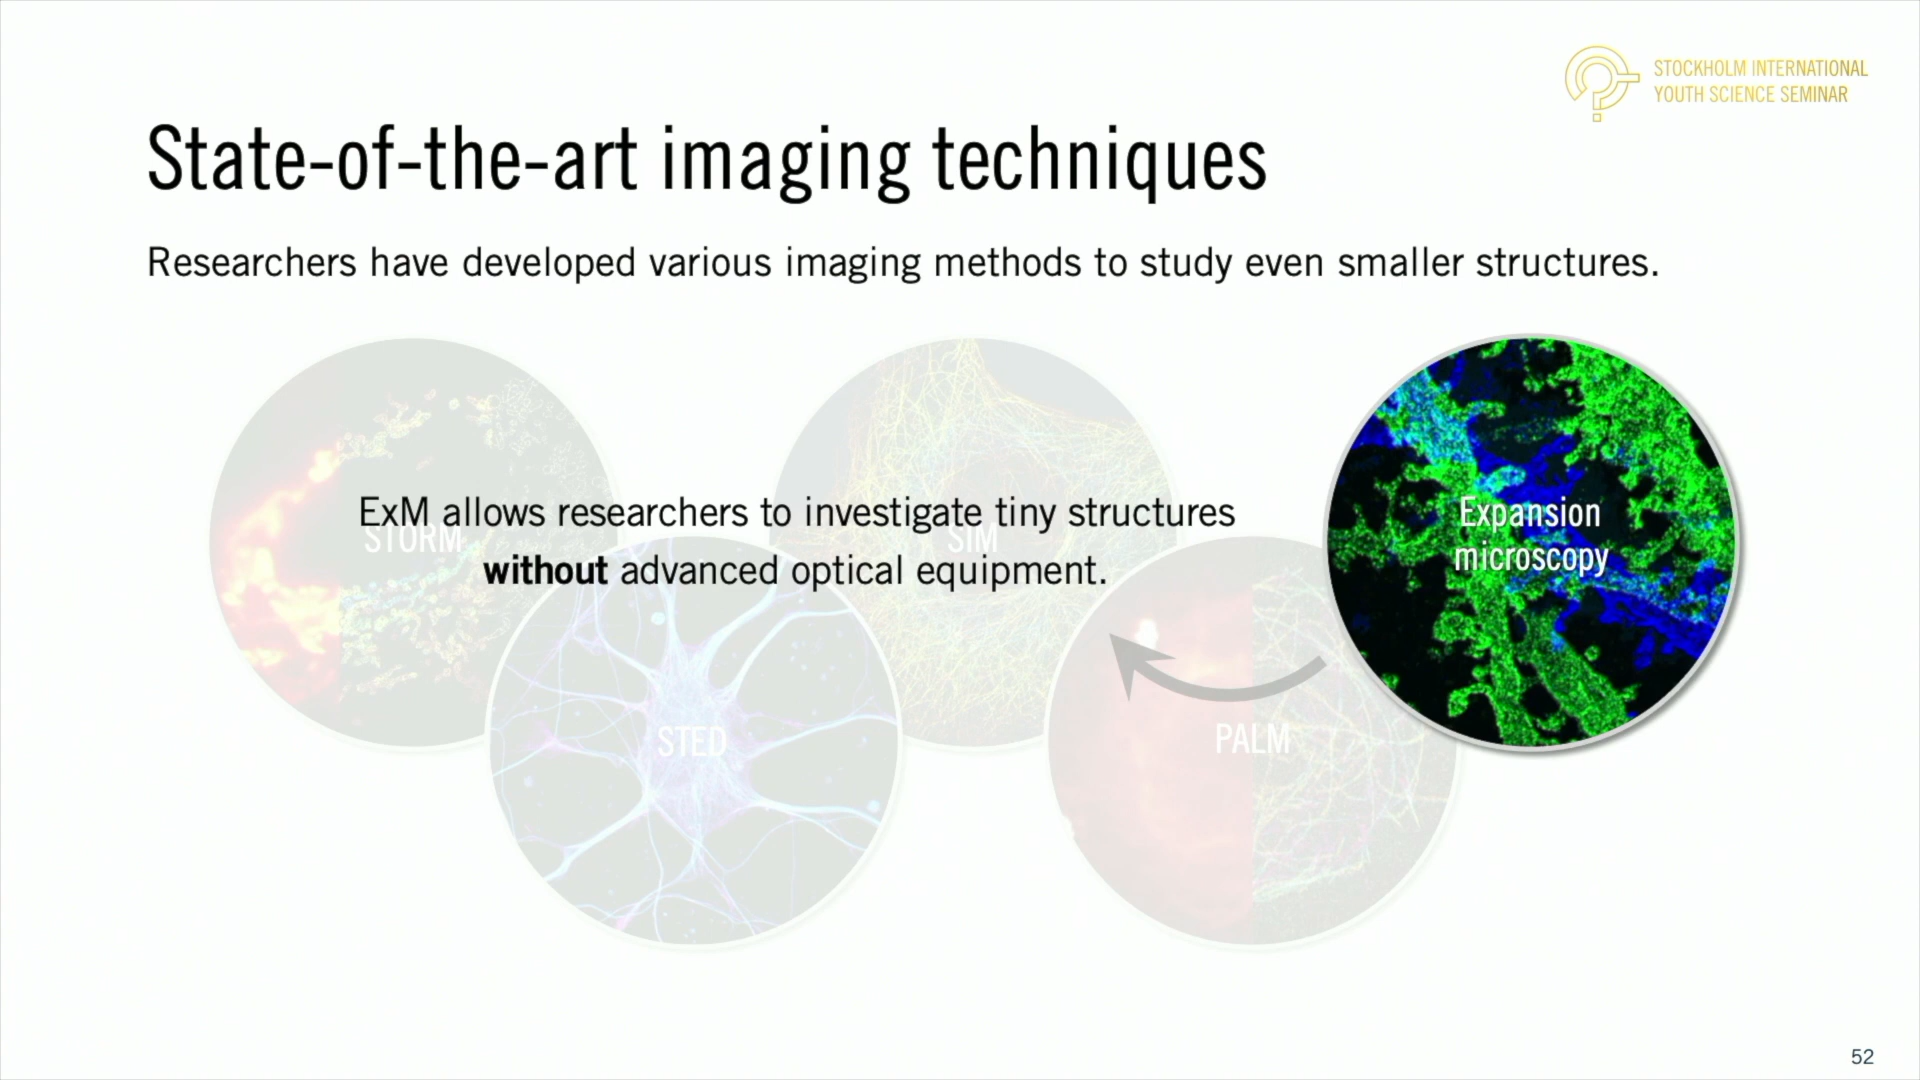 STOCKHOLM INTERNATIONAL
YOUTH SCIENCE SEMINAR
State-of-the-art imaging techniques
Researchers have developed various imaging methods to study even smaller structures.
ExM allows researchers to investigate tiny structures
without advanced optical equipment.
STORM
SIM
Expansion
microscopy
STED
PALM
52